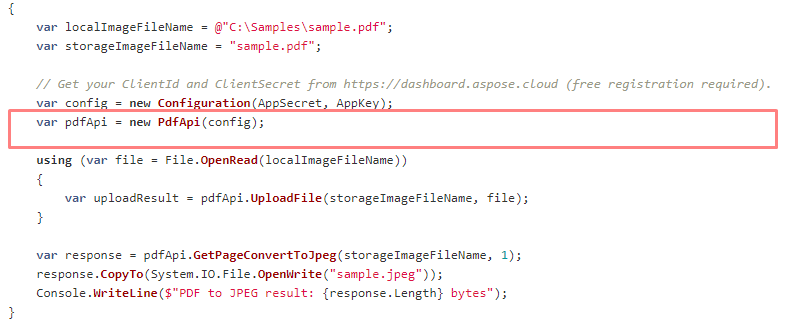 {
    var localImageFileName = @"C:\Samples\sample.pdf";
    var storageImageFileName = "sample.pdf";
    // Get your ClientId and ClientSecret from https://dashboard.aspose.cloud (free registration required).
    var config = new Configuration(AppSecret, AppKey);
    var pdfApi = new PdfApi(config);
    using (var file = File.OpenRead(localImageFileName))
    {
        var uploadResult = pdfApi.UploadFile(storageImageFileName, file);
    }
    var response = pdfApi.GetPageConvertToJpeg(storageImageFileName, 1);
    response.CopyTo(System.IO.File.OpenWrite("sample.jpeg"));
    Console.WriteLine($"PDF to JPEG result: {response.Length} bytes");
}